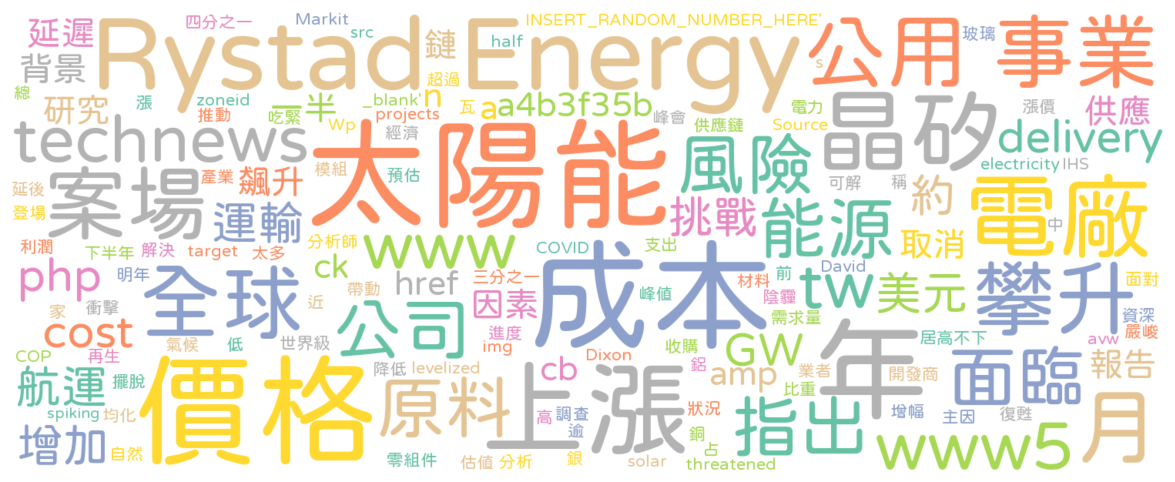 四分之一 Markit INSERT_RANDOM_NUMBER_HERE'
延遲 Rystad Energy 公用事業
src 鏈 half 玻璃
背景 超過 s
總 研究 漲 zoneid 推動 吃緊 一半 _blank' n a a4b3f35b 瓦 projects 峰會 電力 漲價 供應
technews Wp 經濟 供應鏈 Source 晶矽 delivery
太陽能 風險 electricity IHS
延後 案場 產業 飆升 模組 預估 可解 稱 約 電廠
登場 運輸 挑戰 能源 中
利潤 下半年 解決 target 太多 分析師 www COVID 支出 取消
php 明年 全球 ck href 三分之一 成本 材料 前 David tw 美元 攀升 面對
家 衝擊 近 帶動 因素 峰值 陰霾 需求量 資深
cost 公司 進度 收購 GW 年 居高不下 嚴峻
COP 再生 氣候 低 世界級 img Dixon 鋁 業者 avw
航運 擺脫 價格 降低 levelized cb amp 開發商 面臨 報告
spiking 均化 原料 上漲 高 調查 狀況 比重 指出 增幅 主因 復甦 月
增加 自然 逾 銅 占 www5
零組件 估值 分析 銀 solar threatened